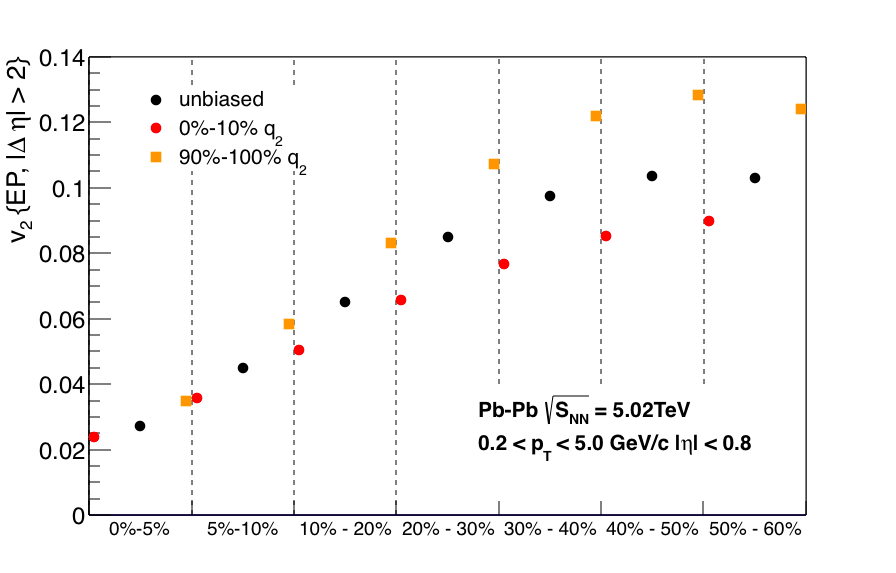 0.14
0.12
0.1
0.08
0.06
0.04
0.02
0
v2{EP, |Δ η| > 2}
unbiased
0%-10% q2
90%-100% q2
Pb-Pb √SNN = 5.02TeV
0.2 < pT < 5.0 GeV/c |η| < 0.8
0%-5% 5%-10% 10% - 20% 20% - 30% 30% - 40% 40% - 50% 50% - 60%